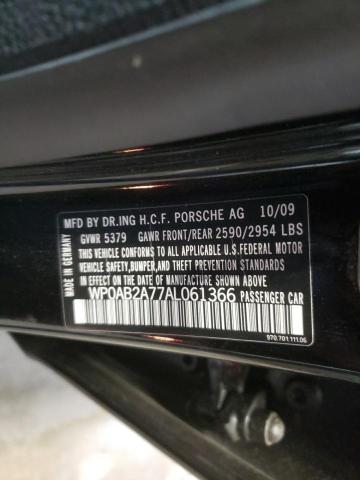 MFD BY DR.ING H.C.F. PORSCHE AG 10/09
GVWR 5379 GAWR FRONT/REAR 2590/2954 LBS
THIS VEHICLE CONFORMS TO ALL APPLICABLE U.S.FEDERAL MOTOR
VEHICLE SAFETY,BUMPER,AND THEFT PREVENTION STANDARDS
IN EFFECT ON THE DATE OF MANUFACTURE SHOWN ABOVE
WP0AB2A77AL061366 PASSENGER CAR
MADE IN GERMANY
970.701.111.06